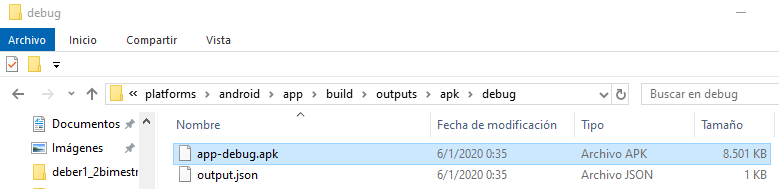 debug
Archivo Inicio Compartir Vista
« platforms > android > app > build > outputs > apk > debug Buscar en debug
Documentos
Imágenes
deber1_2bimestr
Nombre Fecha de modificación Tipo Tamaño
app-debug.apk 6/1/2020 0:35 Archivo APK 8.501 KB
output.json 6/1/2020 0:35 Archivo JSON 1 KB